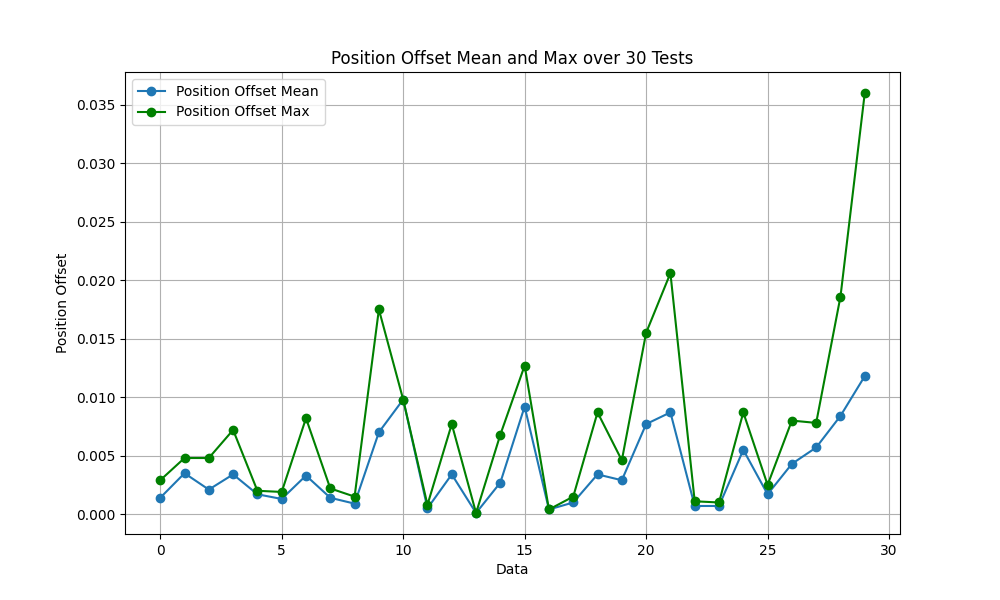 Position Offset Mean and Max over 30 Tests
Position Offset Mean
Position Offset Max
Position Offset
0.035
0.030
0.025
0.020
0.015
0.010
0.005
0.000
0 5 10 15 20 25 30
Data